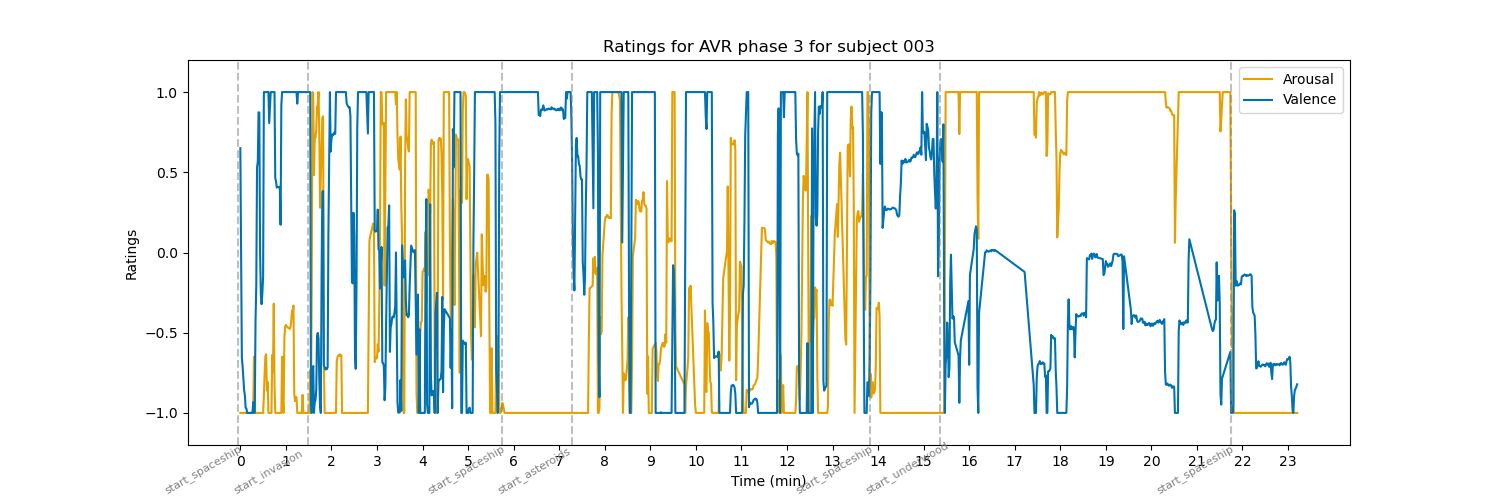 Ratings for AVR phase 3 for subject 003
Arousal
Valence
Ratings
1.0
0.5
0.0
−0.5
−1.0
0 1 2 3 4 5 6 7 8 9 10 11 12 13 14 15 16 17 18 19 20 21 22 23
start_spaceship
start_invasion
start_spaceship
start_asteroids
start_spaceship
start_underwood
start_spaceship
Time (min)